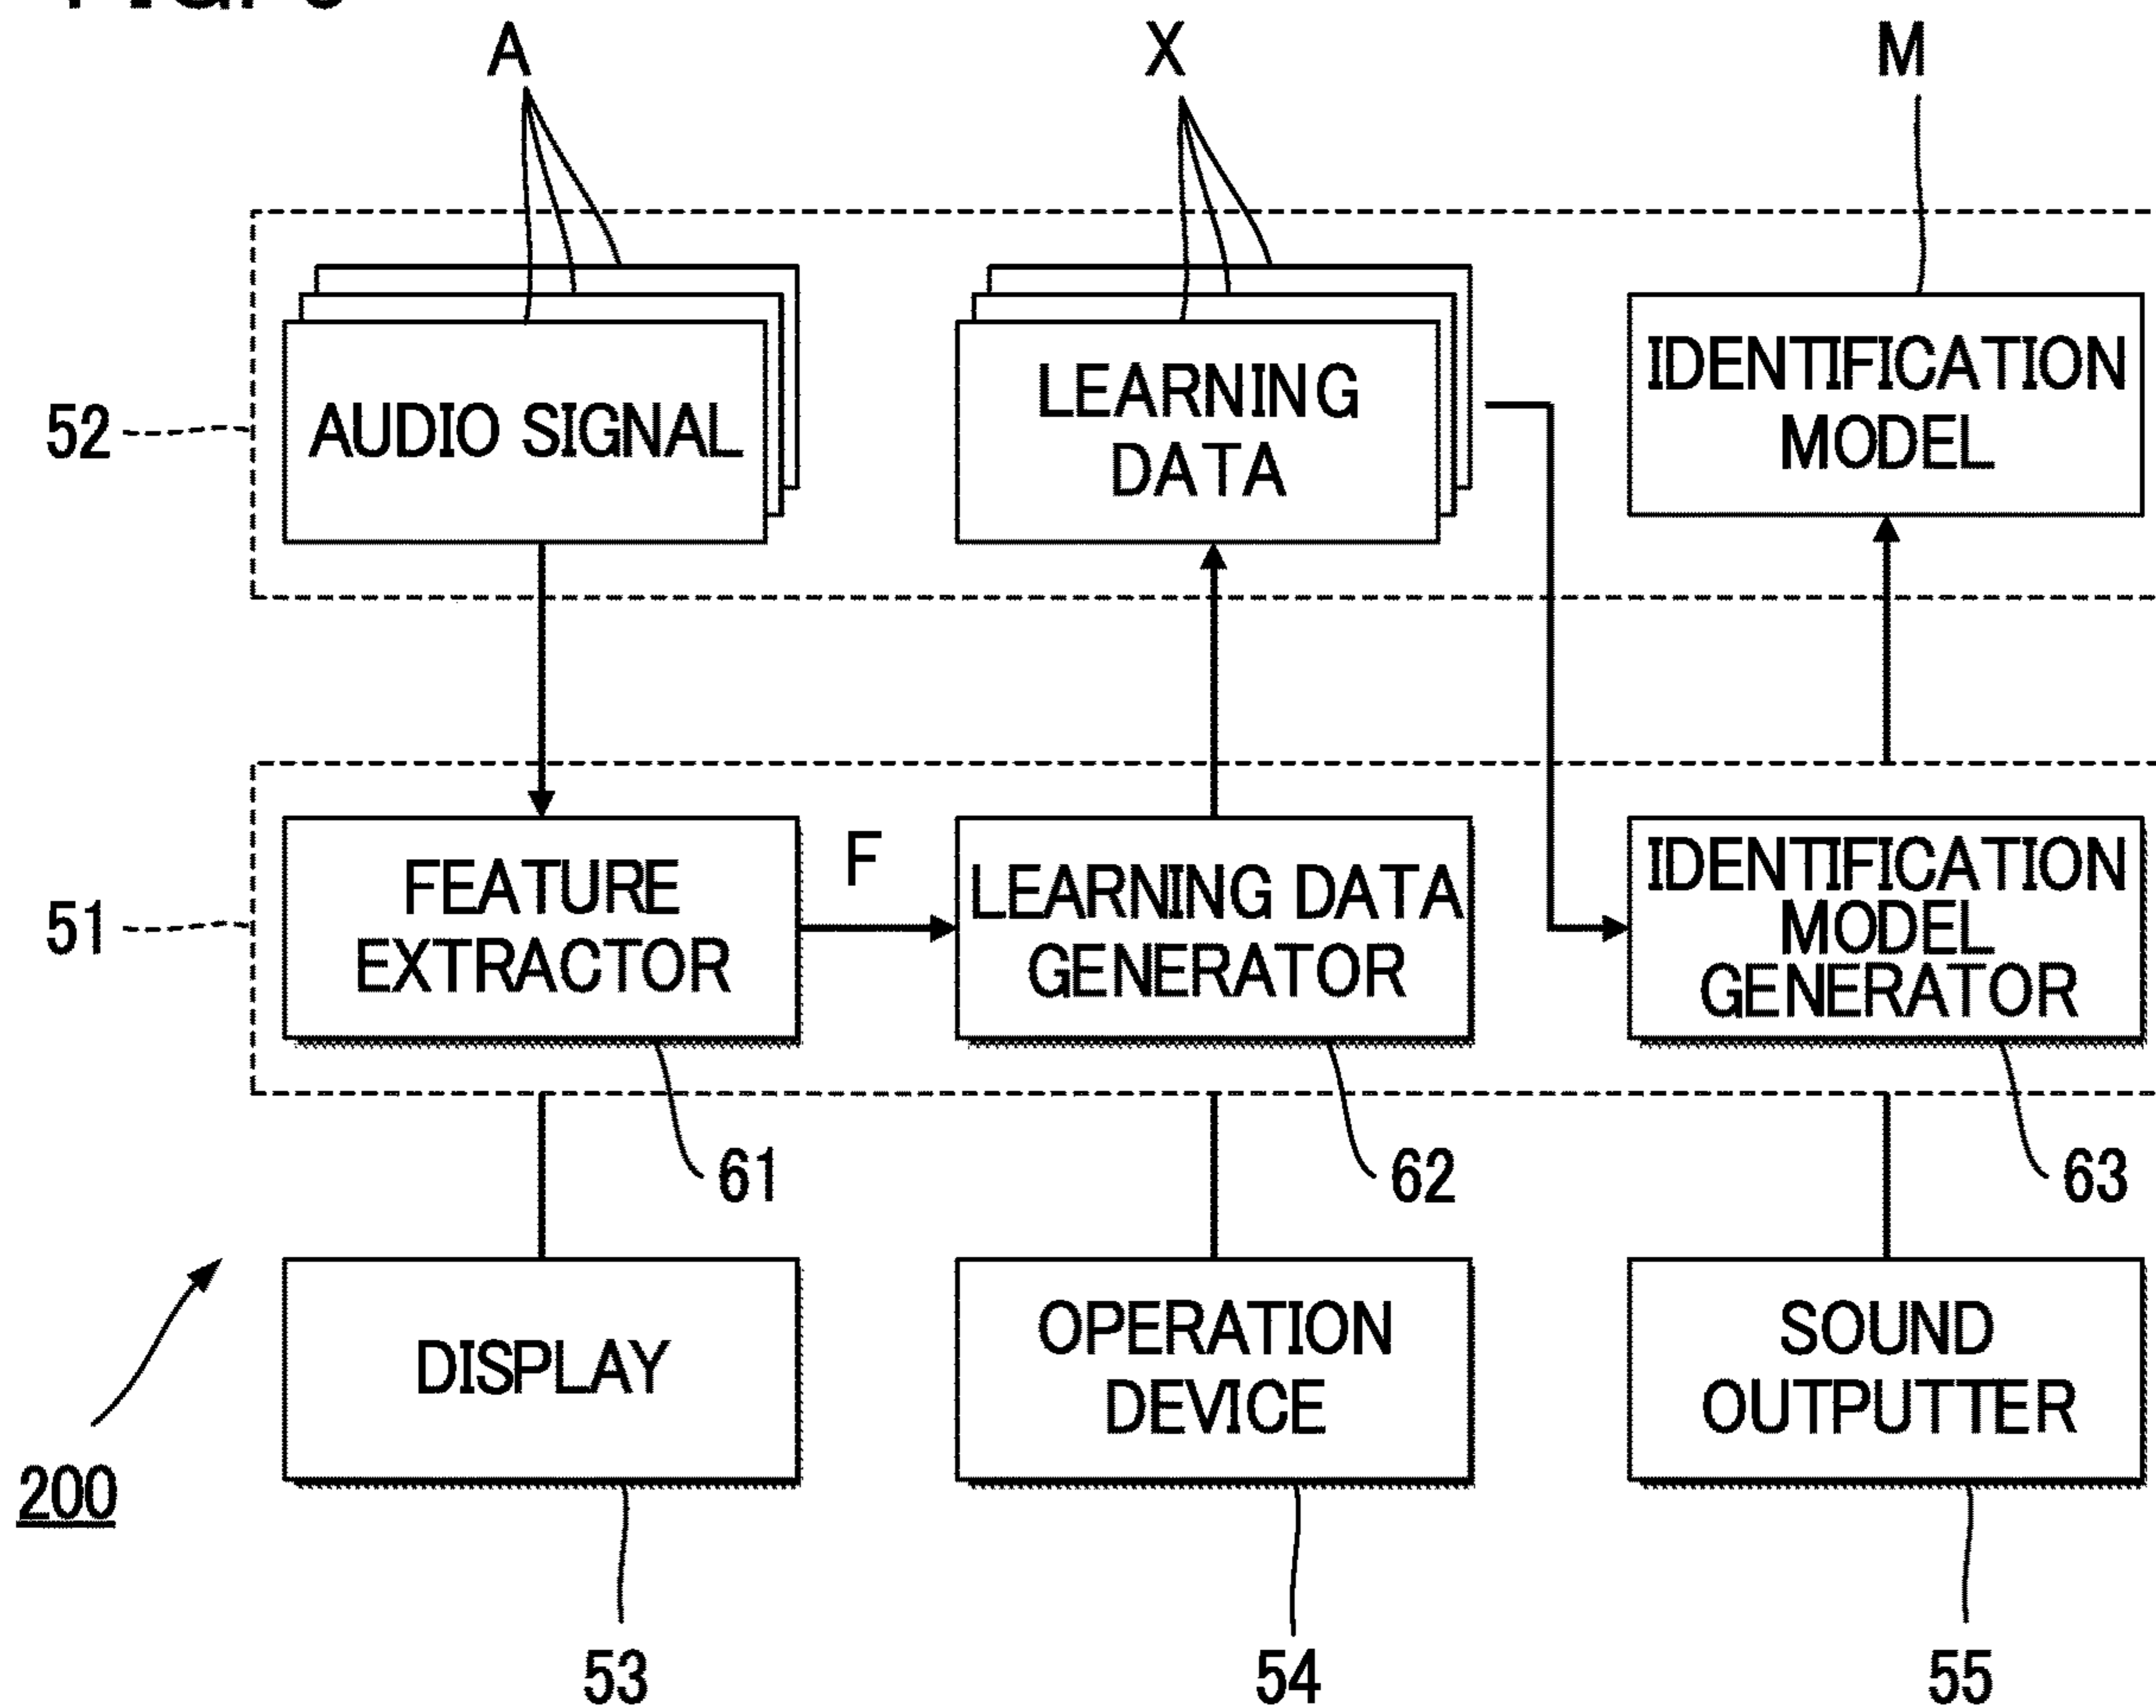 A
X
M
52
AUDIO SIGNAL
LEARNING
DATA
IDENTIFICATION
MODEL
51
FEATURE
EXTRACTOR
F
LEARNING DATA
GENERATOR
IDENTIFICATION
MODEL
GENERATOR
61
62
63
200
DISPLAY
OPERATION
DEVICE
SOUND
OUTPUTTER
53
54
55